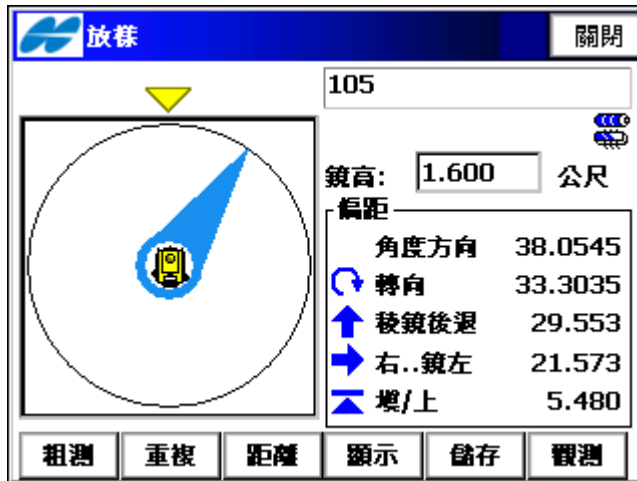 放樣
關閉
105
鏡高: 1.600 公尺
偏距
角度方向 38.0545
轉向 33.3035
稜鏡後退 29.553
右..鏡左 21.573
填/上 5.480
粗測 重複 距離 顯示 儲存 觀測